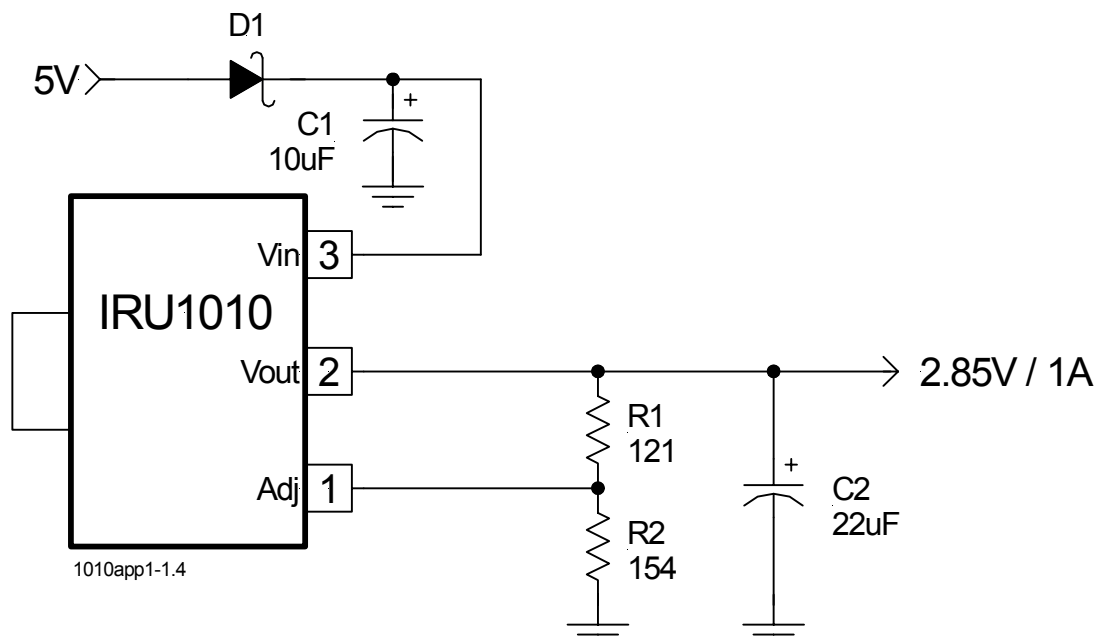 D1
5V
+
C1
10uF
Vin 3
IRU1010
Vout 2
2.85V / 1A
R1
121
+
Adj 1
C2
22uF
R2
154
1010app1-1.4